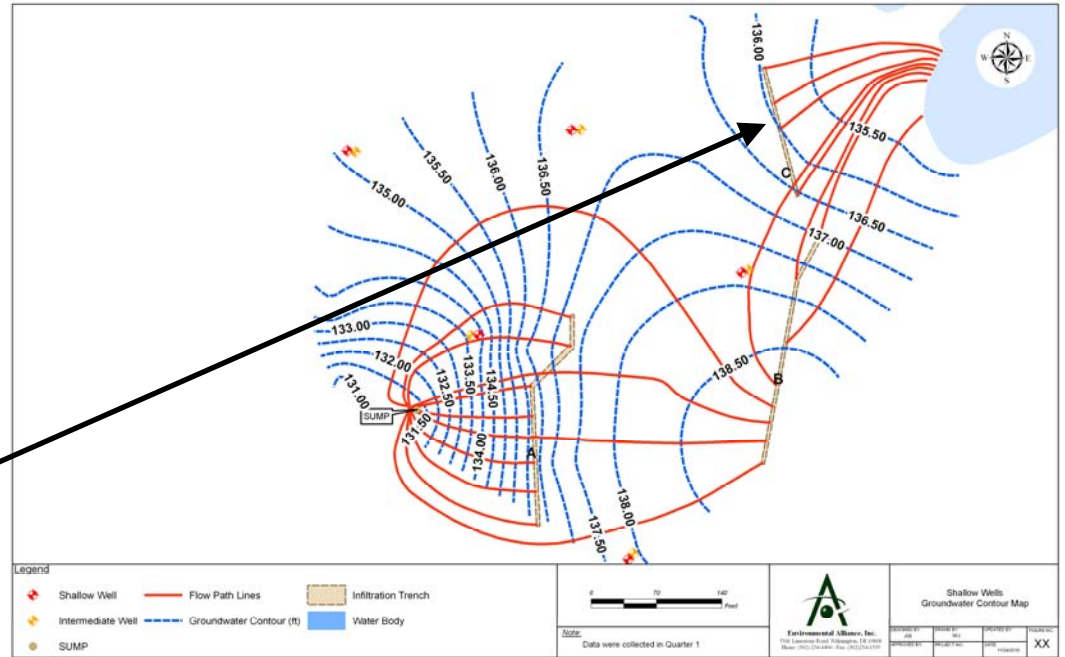 136.00
N
W E
S
135.50
136.50
136.00
135.50
135.00
C
136.50
137.00
133.00
132.00
131.00
132.50
133.50
134.50
138.50
B
SUMP
131.50
134.00
A
138.00
137.50
Legend
Shallow Well
Flow Path Lines
Infiltration Trench
Intermediate Well
Groundwater Contour (ft)
Water Body
SUMP
0 70 140
Feet
Note:
Data were collected in Quarter 1
Environmental Alliance, Inc.
Shallow Wells
Groundwater Contour Map
XX